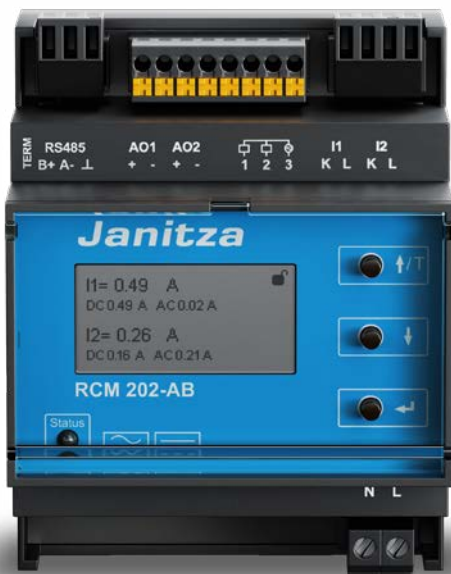 TERM RS485 AO1 AO2 I1 I2
B+ A- ⊥ + - + - 1 2 3 K L K L
Janitza
I1= 0.49 A
DC 0.49 A AC 0.02 A
I2= 0.26 A
DC 0.16 A AC 0.21 A
↑/T
↓
↵
RCM 202-AB
Status
N L